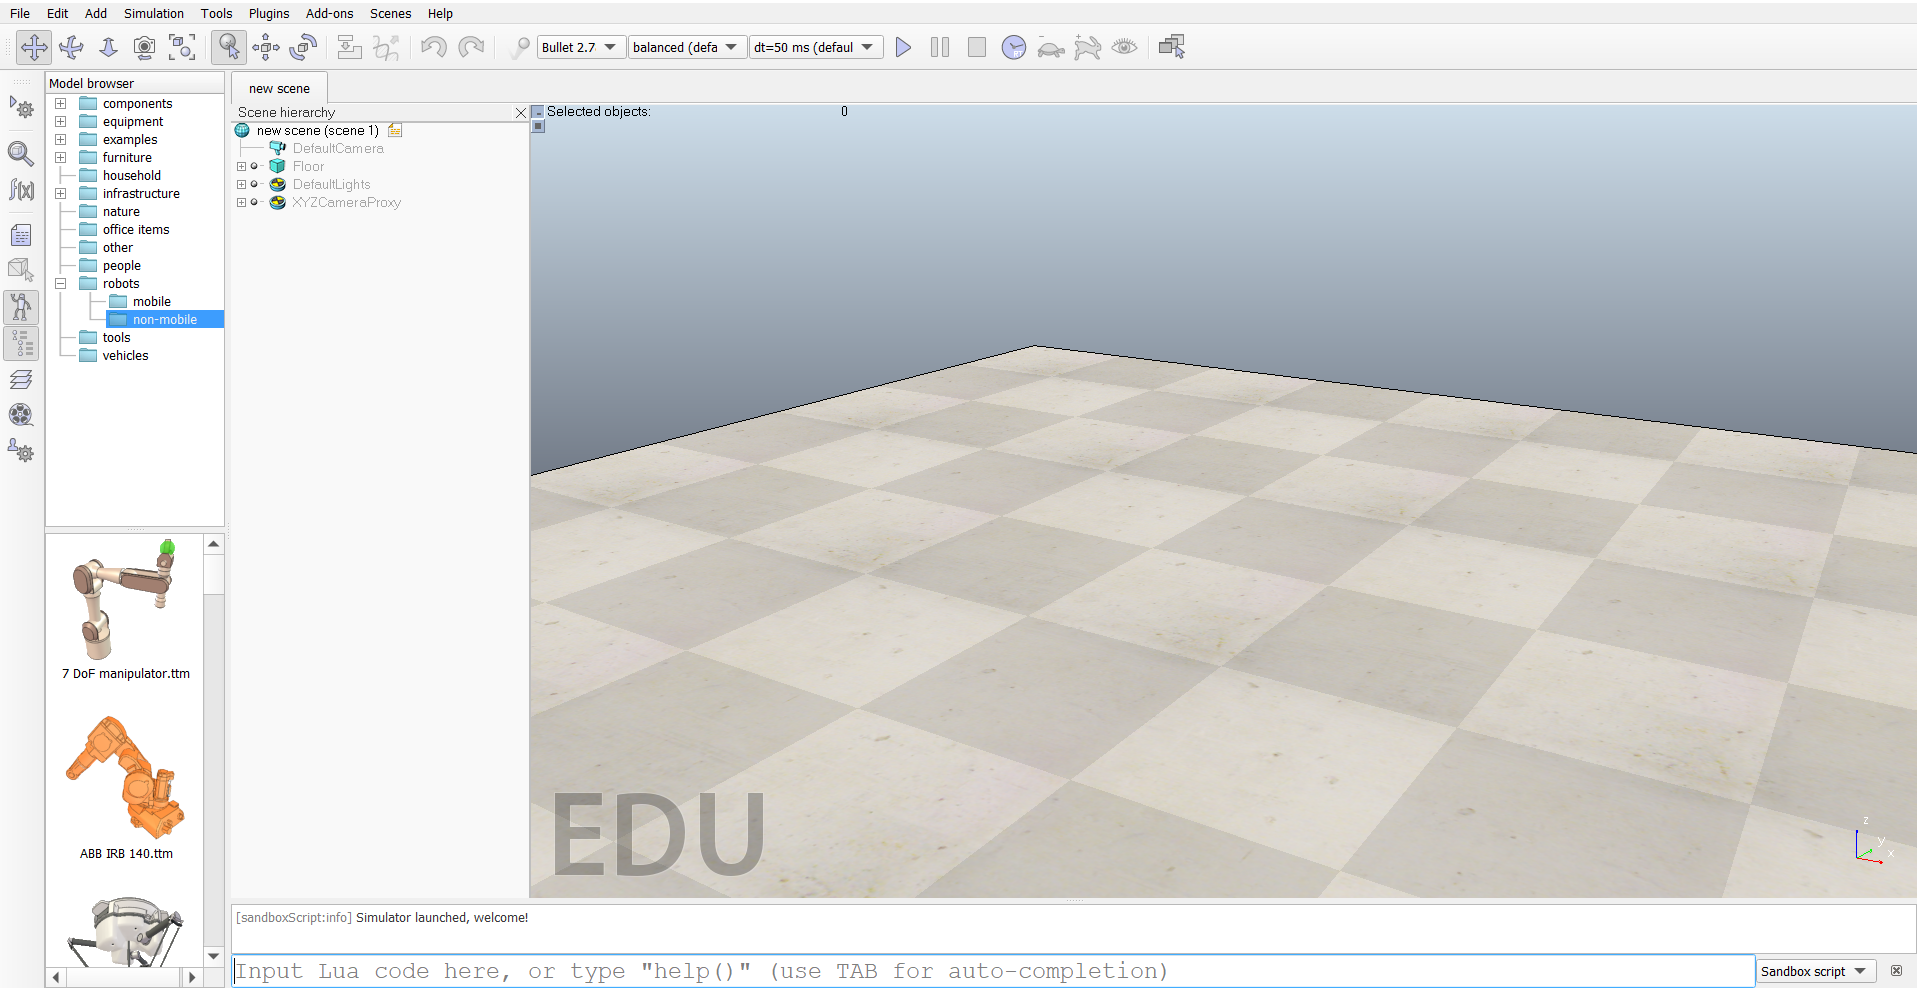 File Edit Add Simulation Tools Plugins Add-ons Scenes Help
Bullet 2.7 balanced (defa dt=50 ms (defaul
RT
Model browser
components
equipment
examples
furniture
household
infrastructure
nature
office items
other
people
robots
mobile
non-mobile
tools
vehicles
7 DoF manipulator.ttm
ABB IRB 140.ttm
new scene
Scene hierarchy
new scene (scene 1)
DefaultCamera
Floor
DefaultLights
XYZCameraProxy
Selected objects: 0
f(x)
EDU
z
y
x
[sandboxScript:info] Simulator launched, welcome!
Input Lua code here, or type "help()" (use TAB for auto-completion)
Sandbox script